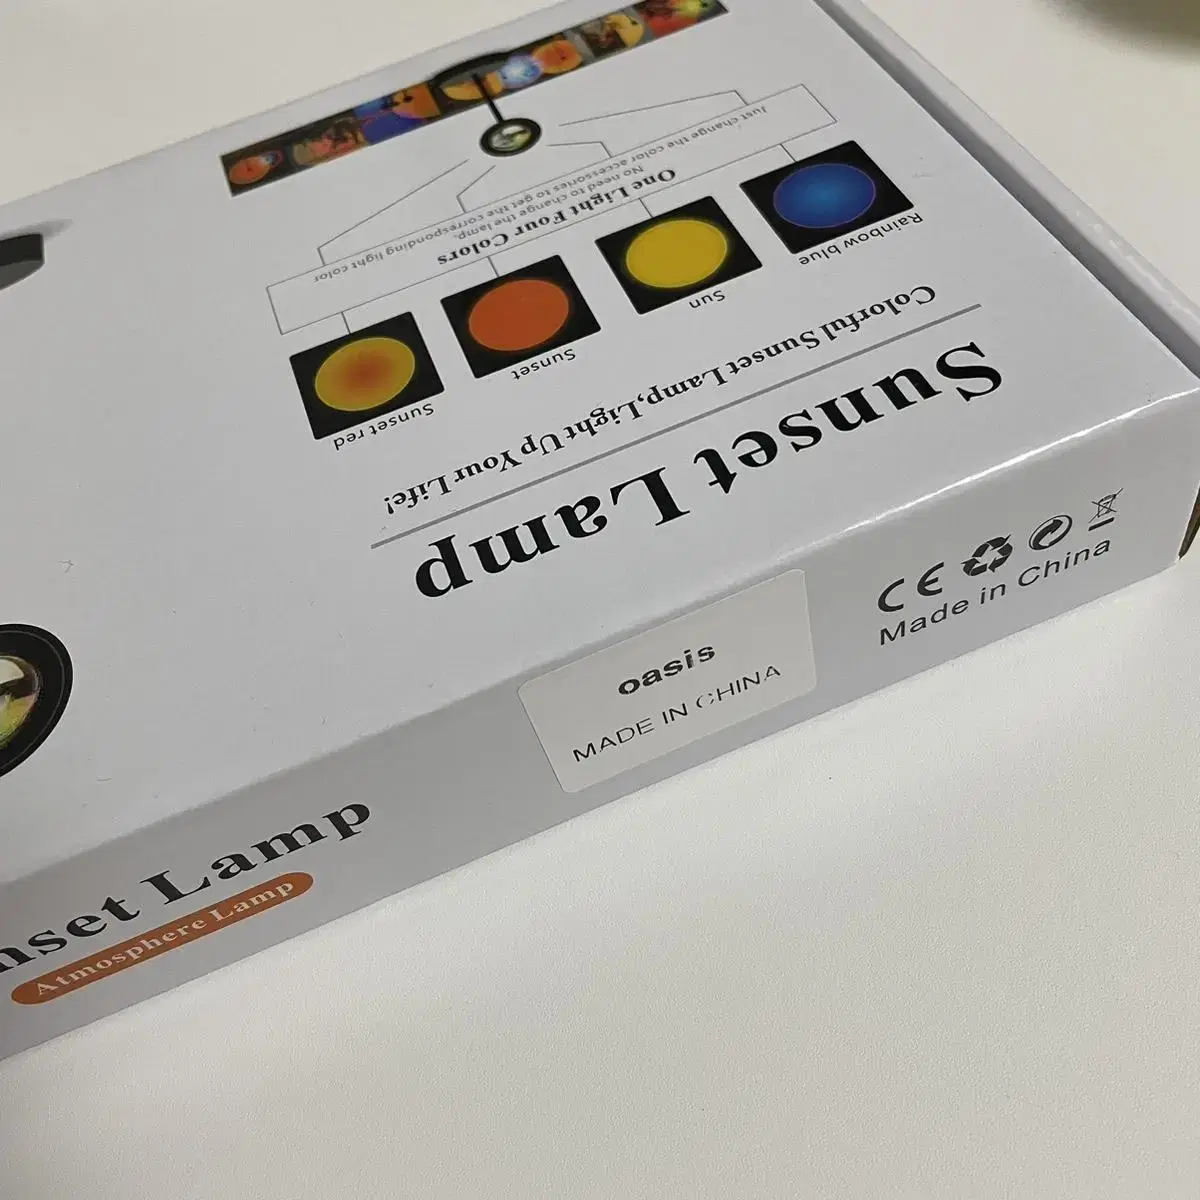 Sunset Lamp
Colorful Sunset Lamp,Light Up Your Life!
Rainbow blue
Sun
Sunset
Sunset red
One Light Four Colors
No need to change the lamp,
Just change the color accessories to get the corresponding light color
nset Lamp
Atmosphere Lamp
oasis
MADE IN CHINA
CE
Made in China